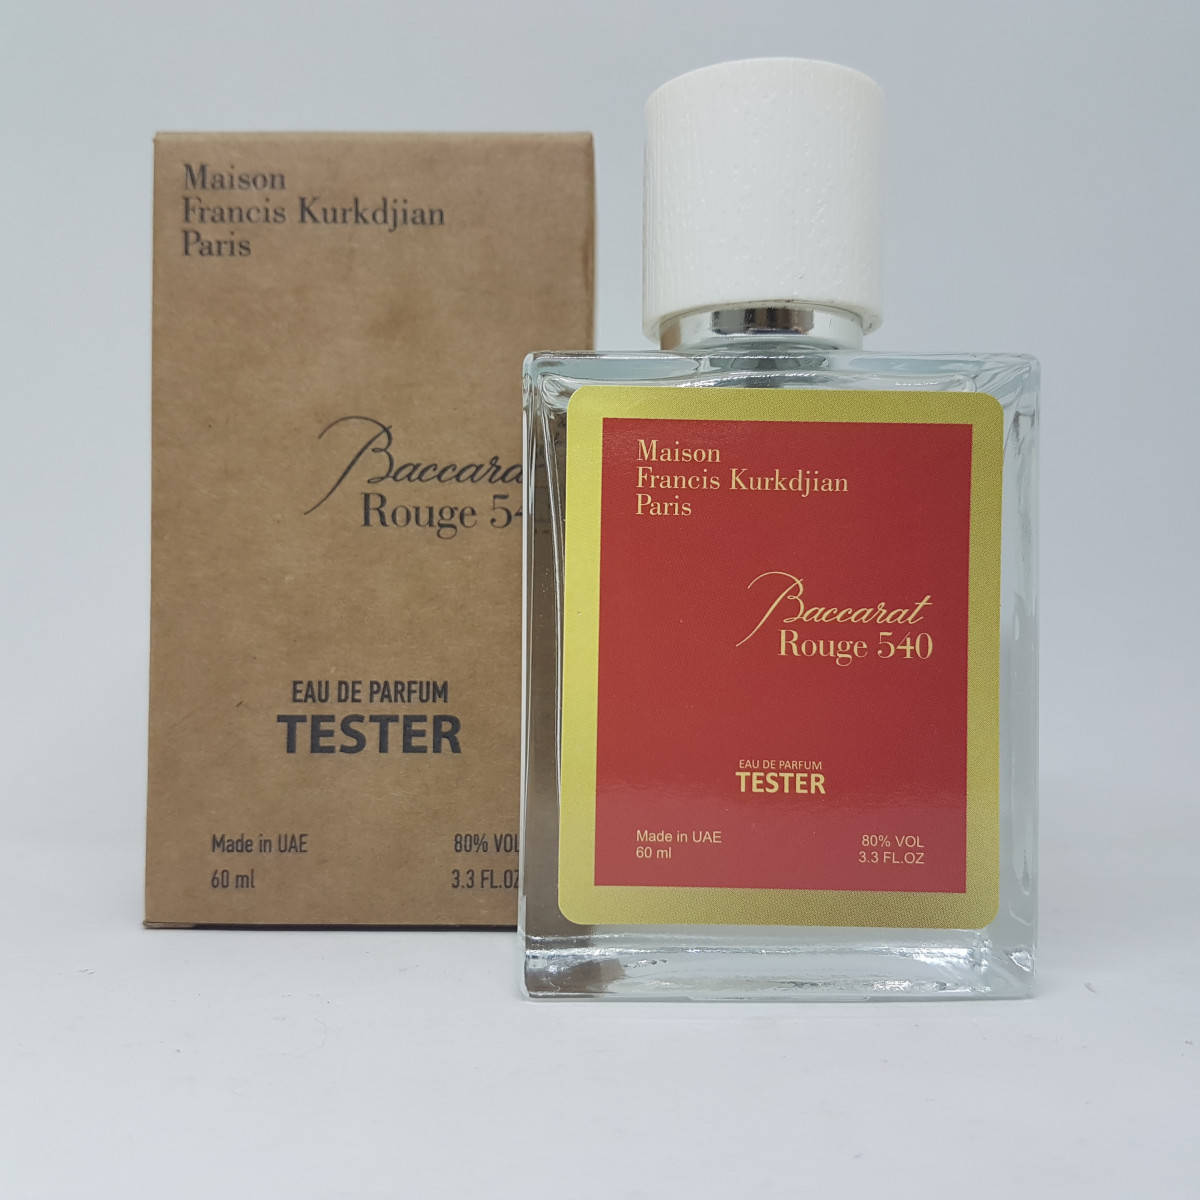 Maison
Francis Kurkdjian
Paris
Baccarat
Rouge 54
EAU DE PARFUM
TESTER
Made in UAE
80% VOL
60 ml
3.3 FL.OZ
Maison
Francis Kurkdjian
Paris
Baccarat
Rouge 540
EAU DE PARFUM
TESTER
Made in UAE
80% VOL
60 ml
3.3 FL.OZ